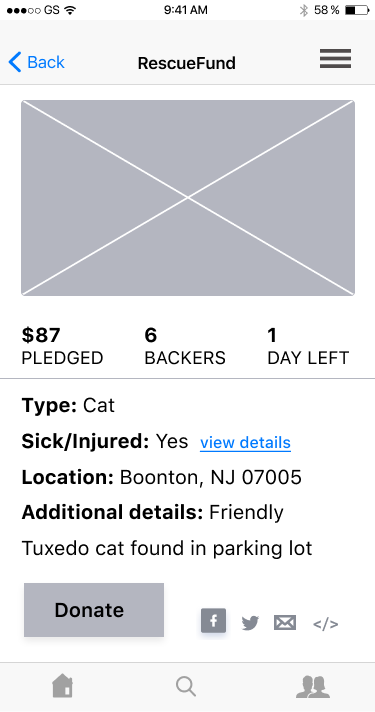 GS 9:41 AM 58 %
Back RescueFund
$87 6 1
PLEDGED BACKERS DAY LEFT
Type: Cat
Sick/Injured: Yes view details
Location: Boonton, NJ 07005
Additional details: Friendly
Tuxedo cat found in parking lot
Donate f </>